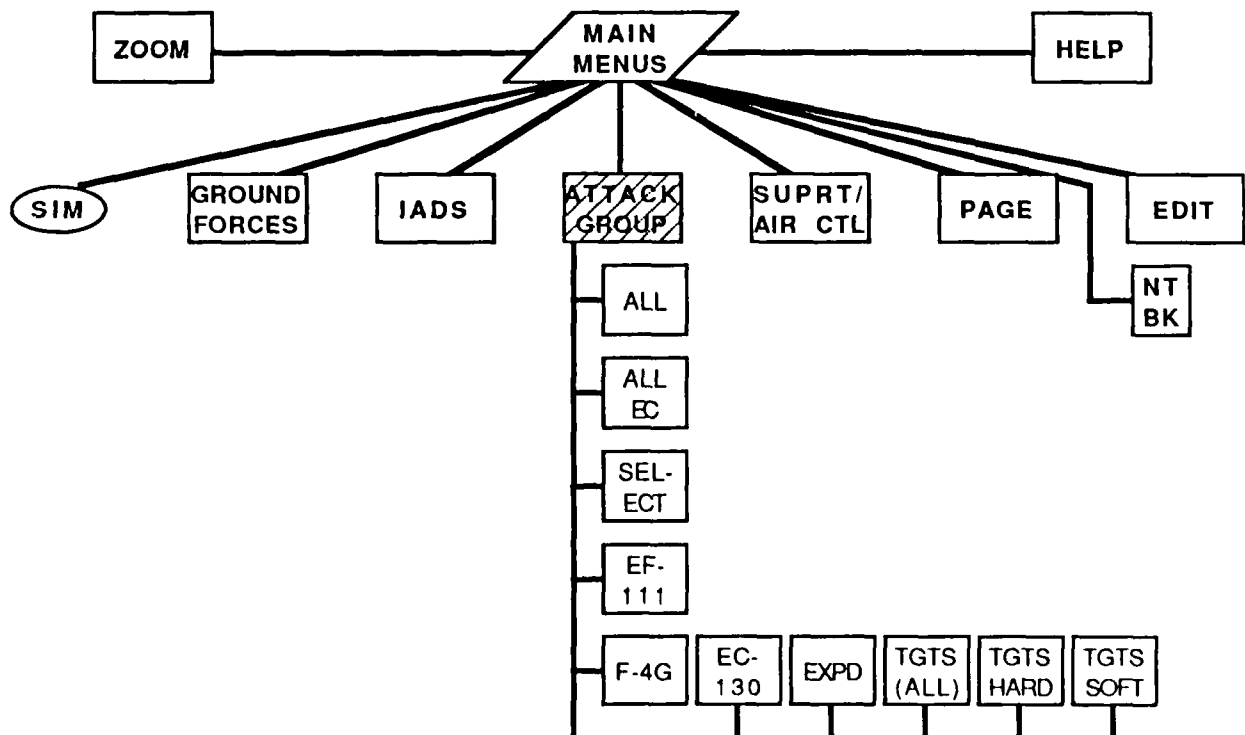 ZOOM
MAIN
MENUS
HELP
SIM
GROUND
FORCES
IADS
ATTACK
GROUP
SUPRT/
AIR CTL
PAGE
EDIT
NT
BK
ALL
ALL
EC
SEL-
ECT
EF-
111
F-4G
EC-
130
EXPD
TGTS
(ALL)
TGTS
HARD
TGTS
SOFT